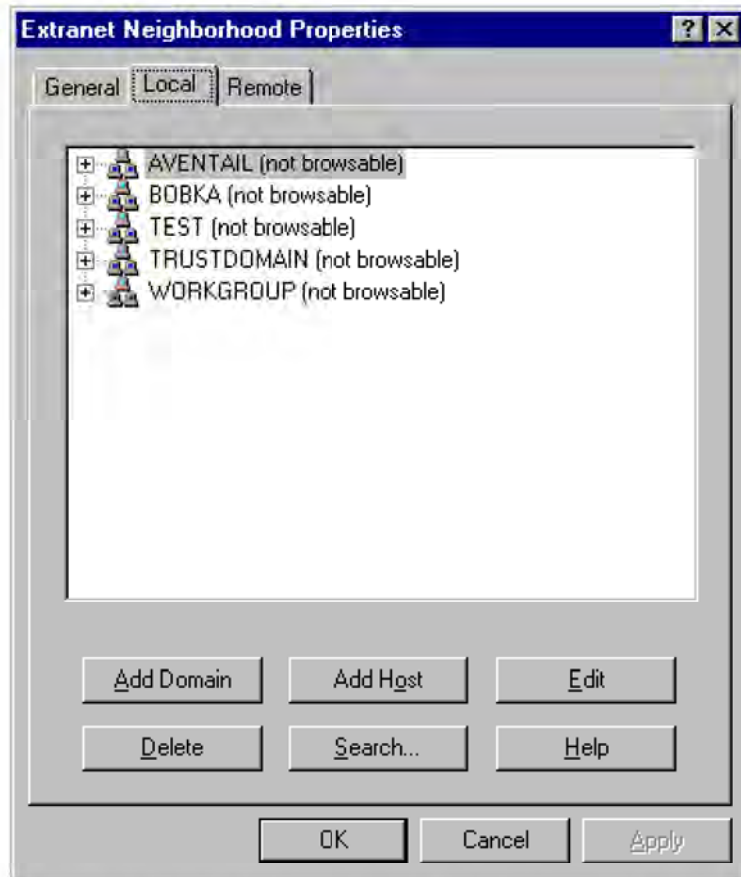 Extranet Neighborhood Properties
General Local Remote
AVENTAIL (not browsable)
BOBKA (not browsable)
TEST (not browsable)
TRUSTDOMAIN (not browsable)
WORKGROUP (not browsable)
Add Domain Add Host Edit
Delete Search... Help
OK Cancel Apply